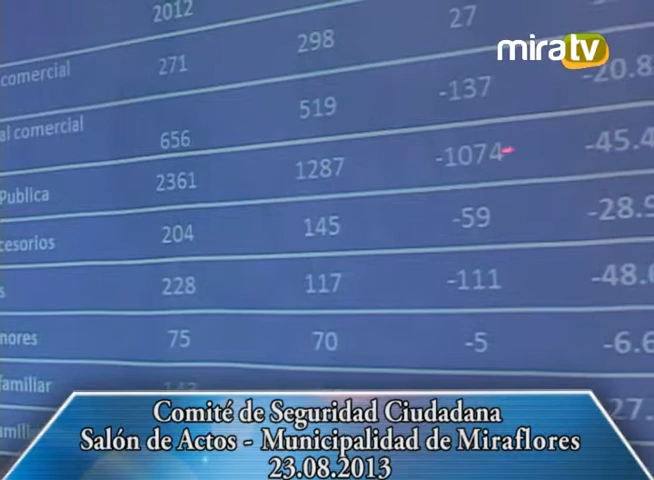 miratv
2012
comercial 271 298 27
al comercial 656 519 -137 -20.8
Publica 2361 1287 -1074 -45.4
cesorios 204 145 -59 -28.9
s 228 117 -111 -48.6
nores 75 70 -5 -6.6
familiar
27.
Comité de Seguridad Ciudadana
Salón de Actos - Municipalidad de Miraflores
23.08.2013